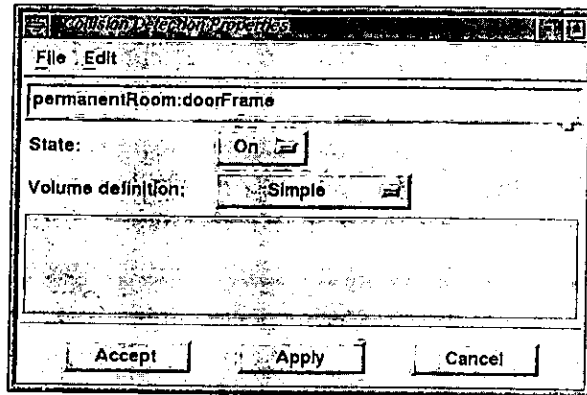 Collision Detection Properties
File Edit
permanentRoom:doorFrame
State: On
Volume definition: Simple
Accept Apply Cancel